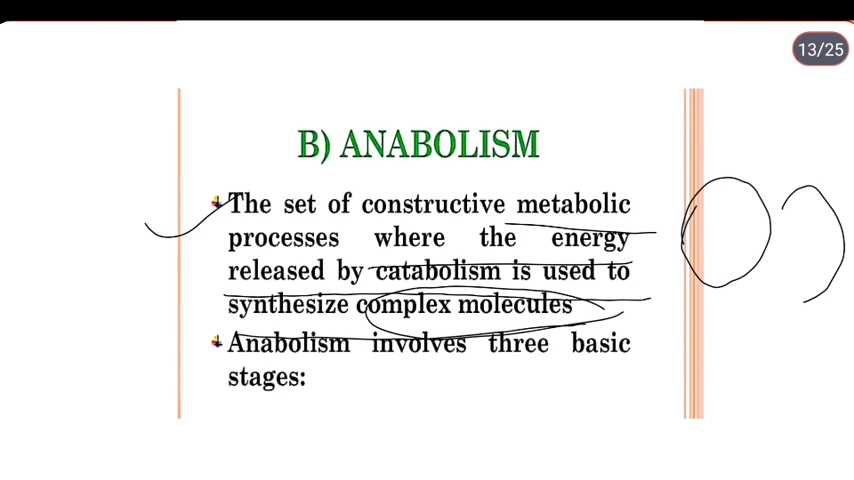 13/25
B) ANABOLISM
The set of constructive metabolic
processes where the energy
released by catabolism is used to
synthesize complex molecules
Anabolism involves three basic
stages: